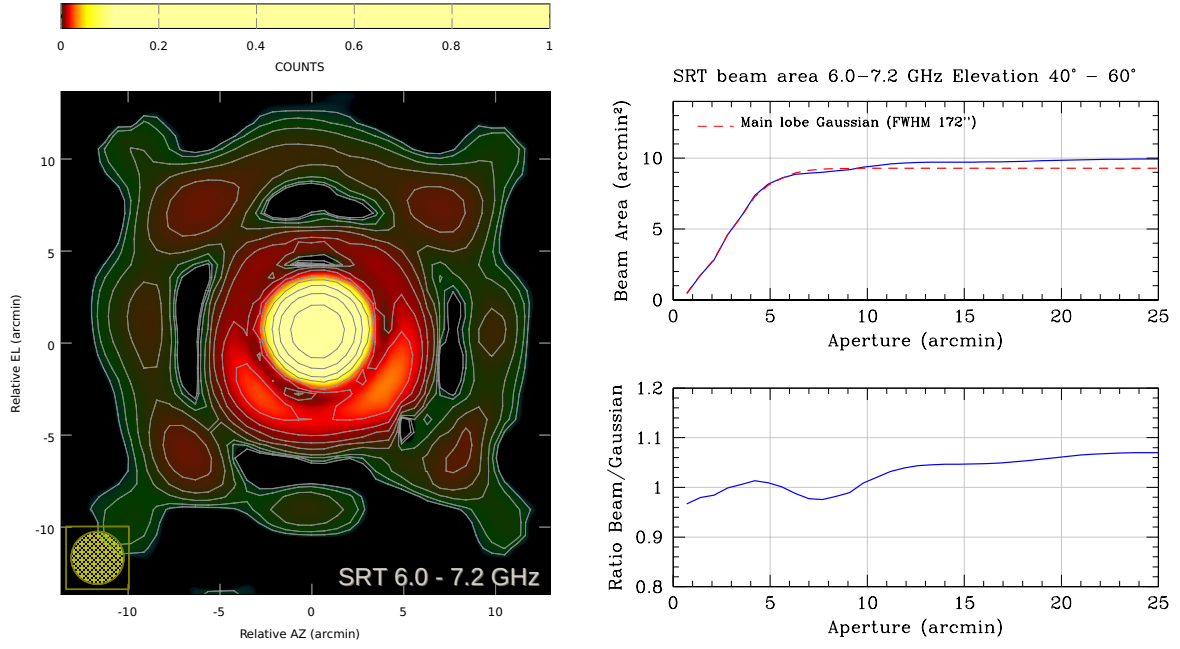 0 0.2 0.4 0.6 0.8 1
COUNTS
Relative EL (arcmin)
10
5
0
-5
-10
SRT 6.0 - 7.2 GHz
-10 -5 0 5 10
Relative AZ (arcmin)
SRT beam area 6.0−7.2 GHz Elevation 40° − 60°
Beam Area (arcmin²)
Main lobe Gaussian (FWHM 172")
10
5
0
0 5 10 15 20 25
Aperture (arcmin)
Ratio Beam/Gaussian
1.2
1.1
1
0.9
0.8
0 5 10 15 20 25
Aperture (arcmin)